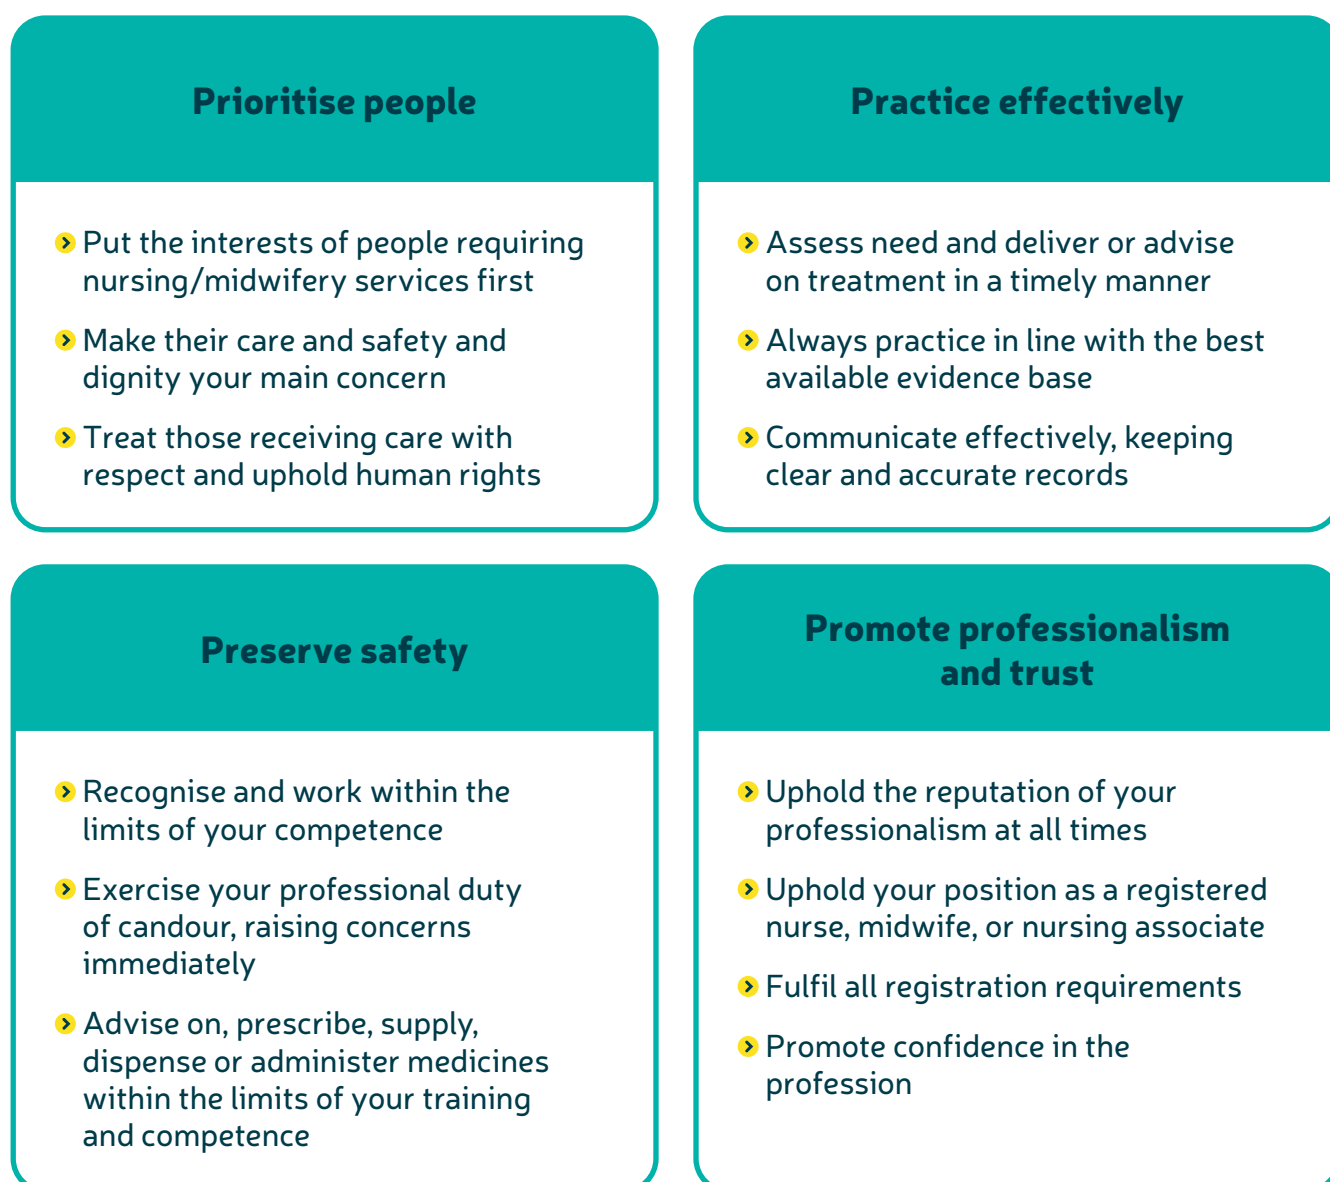 Prioritise people
Put the interests of people requiring
nursing/midwifery services first
Make their care and safety and
dignity your main concern
Treat those receiving care with
respect and uphold human rights
Practice effectively
Assess need and deliver or advise
on treatment in a timely manner
Always practice in line with the best
available evidence base
Communicate effectively, keeping
clear and accurate records
Preserve safety
Recognise and work within the
limits of your competence
Exercise your professional duty
of candour, raising concerns
immediately
Advise on, prescribe, supply,
dispense or administer medicines
within the limits of your training
and competence
Promote professionalism
and trust
Uphold the reputation of your
professionalism at all times
Uphold your position as a registered
nurse, midwife, or nursing associate
Fulfil all registration requirements
Promote confidence in the
profession